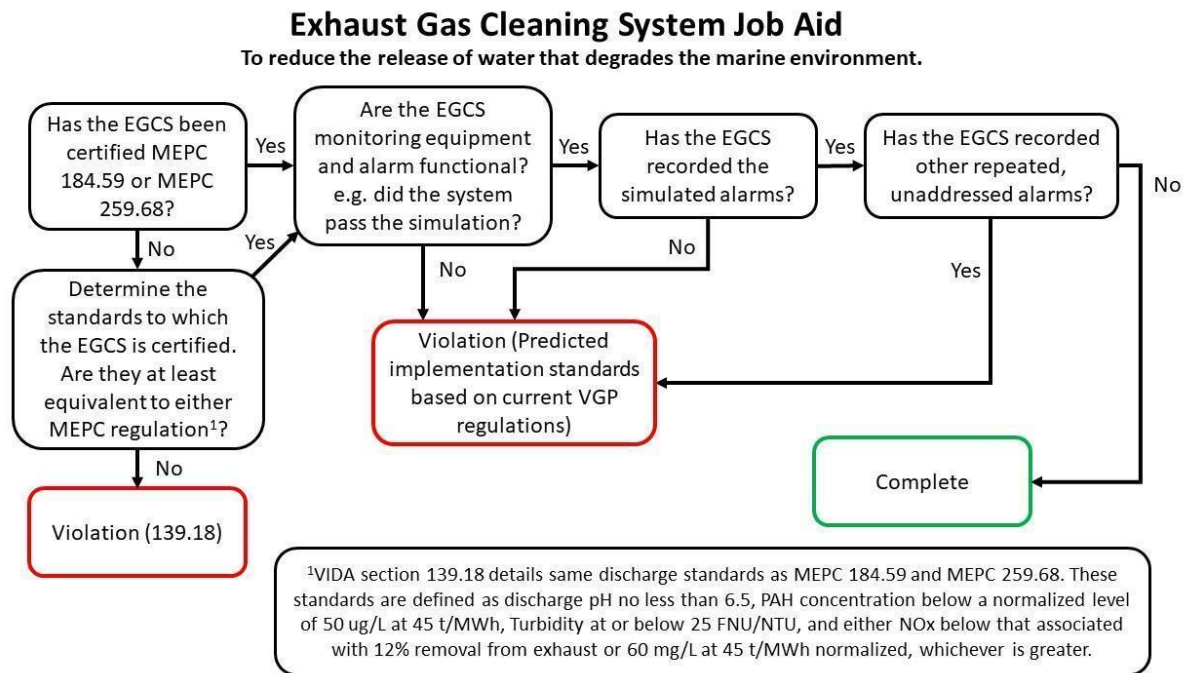 Exhaust Gas Cleaning System Job Aid
To reduce the release of water that degrades the marine environment.
Has the EGCS been
certified MEPC
184.59 or MEPC
259.68?
Yes
Are the EGCS
monitoring equipment
and alarm functional?
e.g. did the system
pass the simulation?
Yes
Has the EGCS
recorded the
simulated alarms?
Yes
Has the EGCS recorded
other repeated,
unaddressed alarms?
No
No
Yes
No
No
Yes
Determine the
standards to which
the EGCS is certified.
Are they at least
equivalent to either
MEPC regulation¹?
Violation (Predicted
implementation standards
based on current VGP
regulations)
No
Violation (139.18)
Complete
¹VIDA section 139.18 details same discharge standards as MEPC 184.59 and MEPC 259.68. These
standards are defined as discharge pH no less than 6.5, PAH concentration below a normalized level
of 50 ug/L at 45 t/MWh, Turbidity at or below 25 FNU/NTU, and either NOx below that associated
with 12% removal from exhaust or 60 mg/L at 45 t/MWh normalized, whichever is greater.